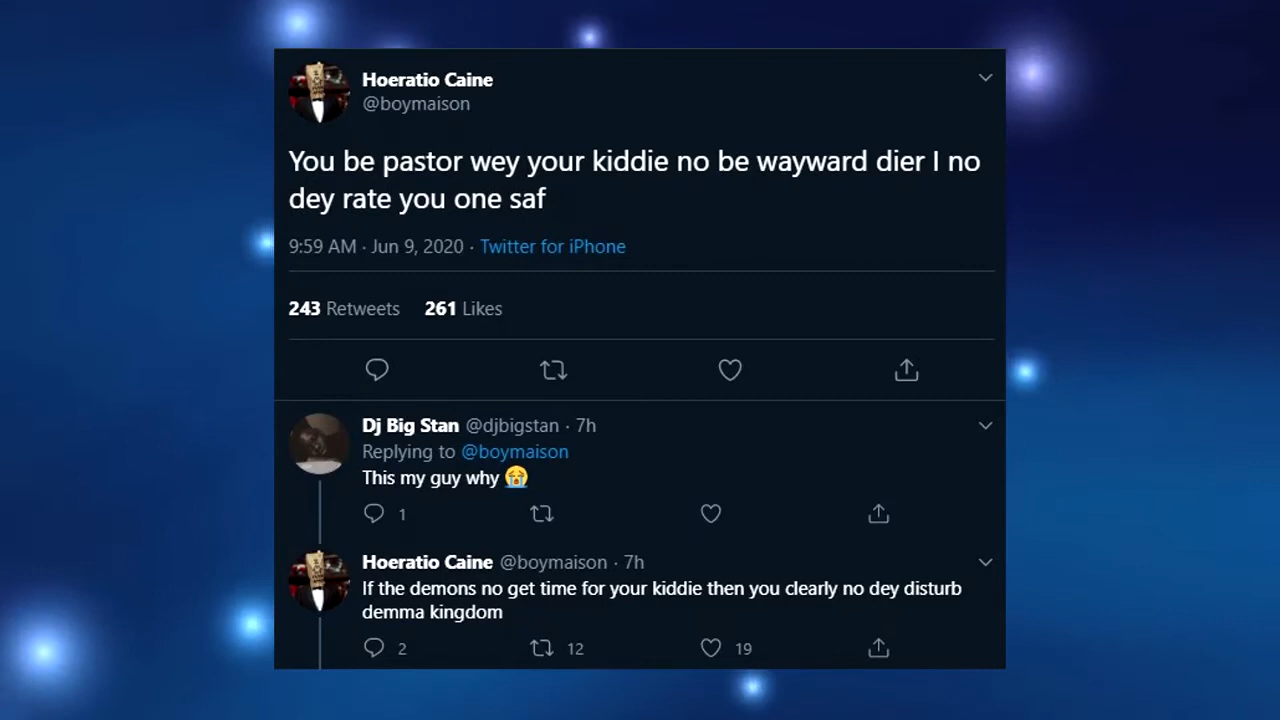 Hoeratio Caine
@boymaison
You be pastor wey your kiddie no be wayward dier I no
dey rate you one saf
9:59 AM · Jun 9, 2020 · Twitter for iPhone
243 Retweets 261 Likes
Dj Big Stan @djbigstan · 7h
Replying to @boymaison
This my guy why 😭
1
Hoeratio Caine @boymaison · 7h
If the demons no get time for your kiddie then you clearly no dey disturb
demma kingdom
2 12 19